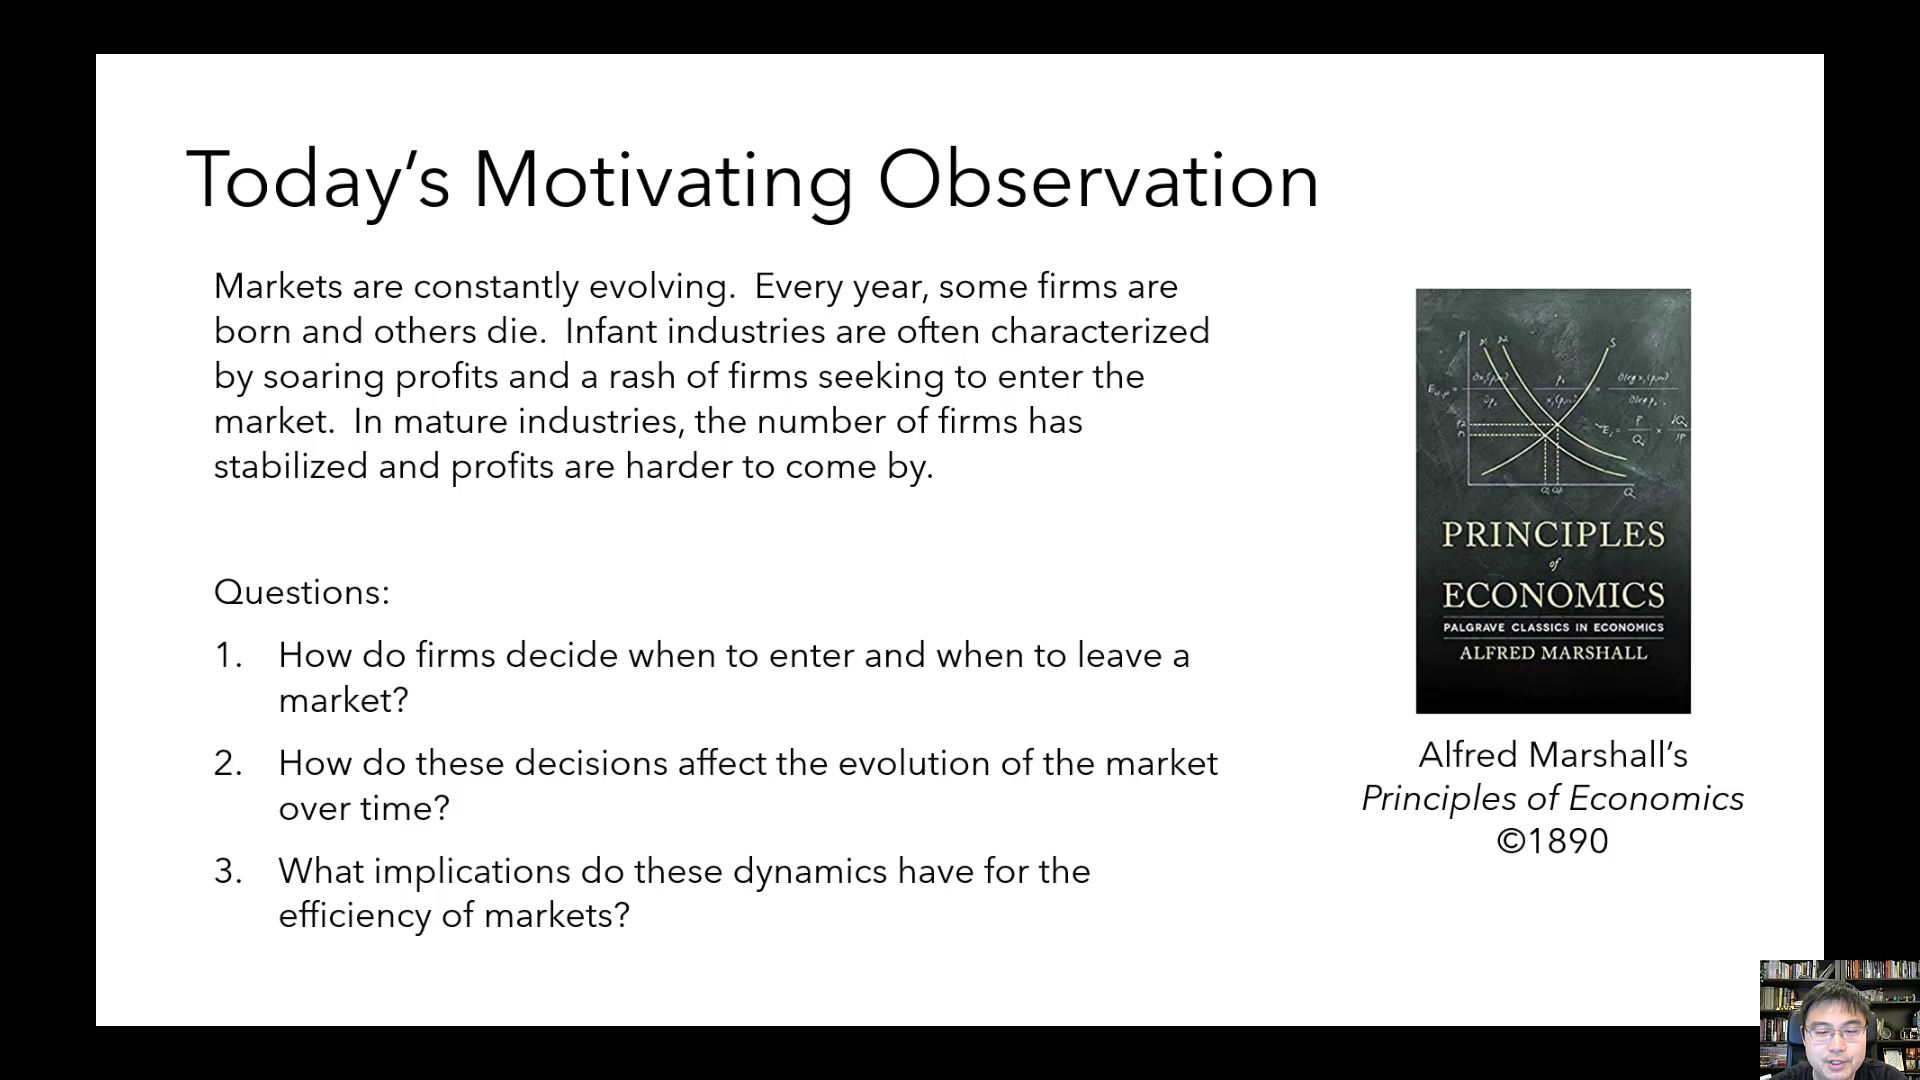 Today's Motivating Observation
Markets are constantly evolving.  Every year, some firms are
born and others die.  Infant industries are often characterized
by soaring profits and a rash of firms seeking to enter the
market.  In mature industries, the number of firms has
stabilized and profits are harder to come by.
Questions:
1. How do firms decide when to enter and when to leave a
market?
2. How do these decisions affect the evolution of the market
over time?
3. What implications do these dynamics have for the
efficiency of markets?
P
S
Q
PRINCIPLES
of
ECONOMICS
PALGRAVE CLASSICS IN ECONOMICS
ALFRED MARSHALL
Alfred Marshall's
Principles of Economics
©1890